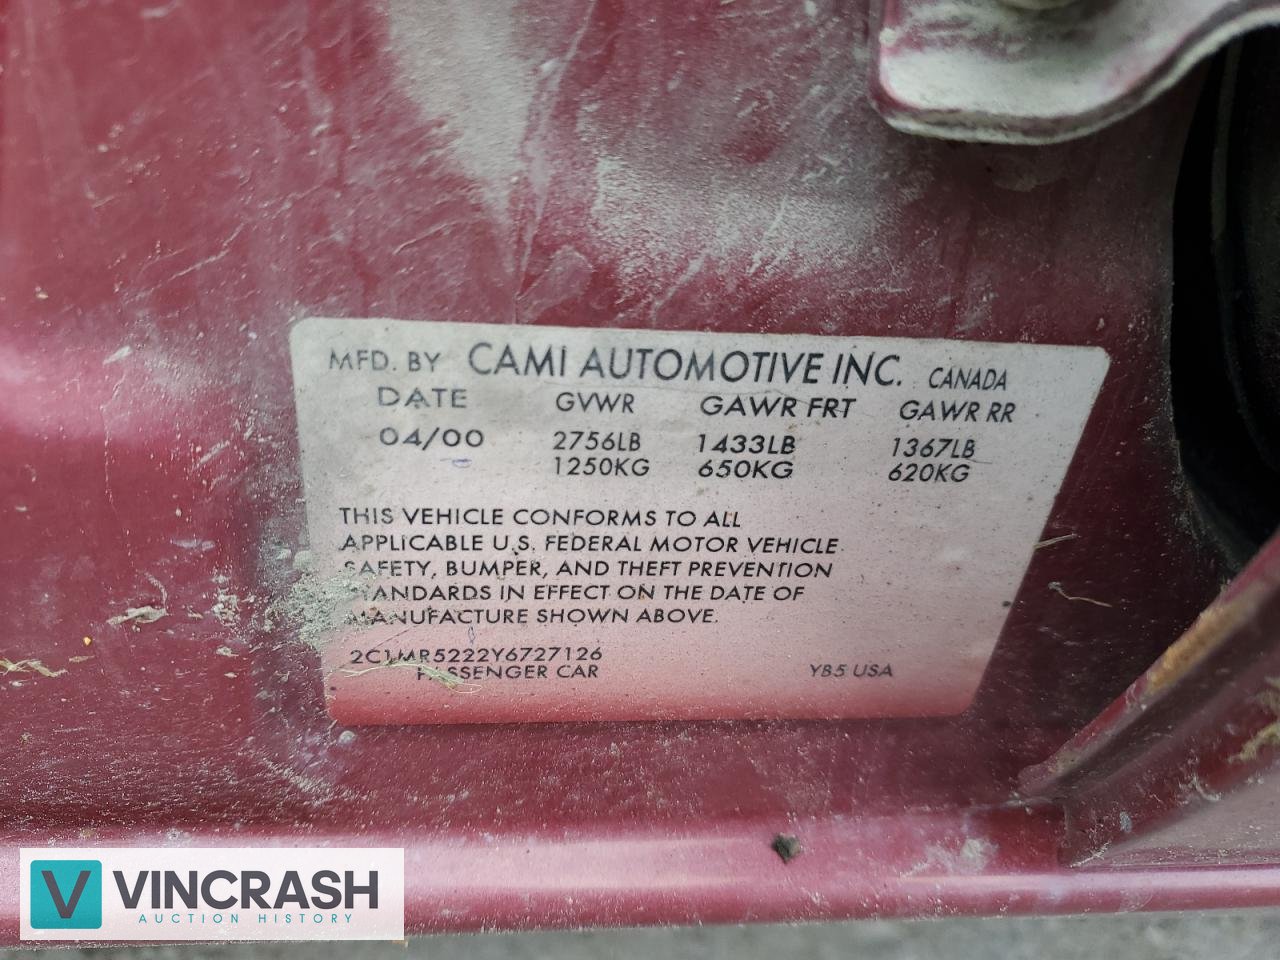 MFD. BY CAMI AUTOMOTIVE INC. CANADA
DATE GVWR GAWR FRT GAWR RR
04/00 2756LB 1433LB 1367LB
1250KG 650KG 620KG
THIS VEHICLE CONFORMS TO ALL
APPLICABLE U.S. FEDERAL MOTOR VEHICLE
SAFETY, BUMPER, AND THEFT PREVENTION
STANDARDS IN EFFECT ON THE DATE OF
MANUFACTURE SHOWN ABOVE.
2C1MR5222Y6727126
PASSENGER CAR YB5 USA
V VINCRASH
AUCTION HISTORY